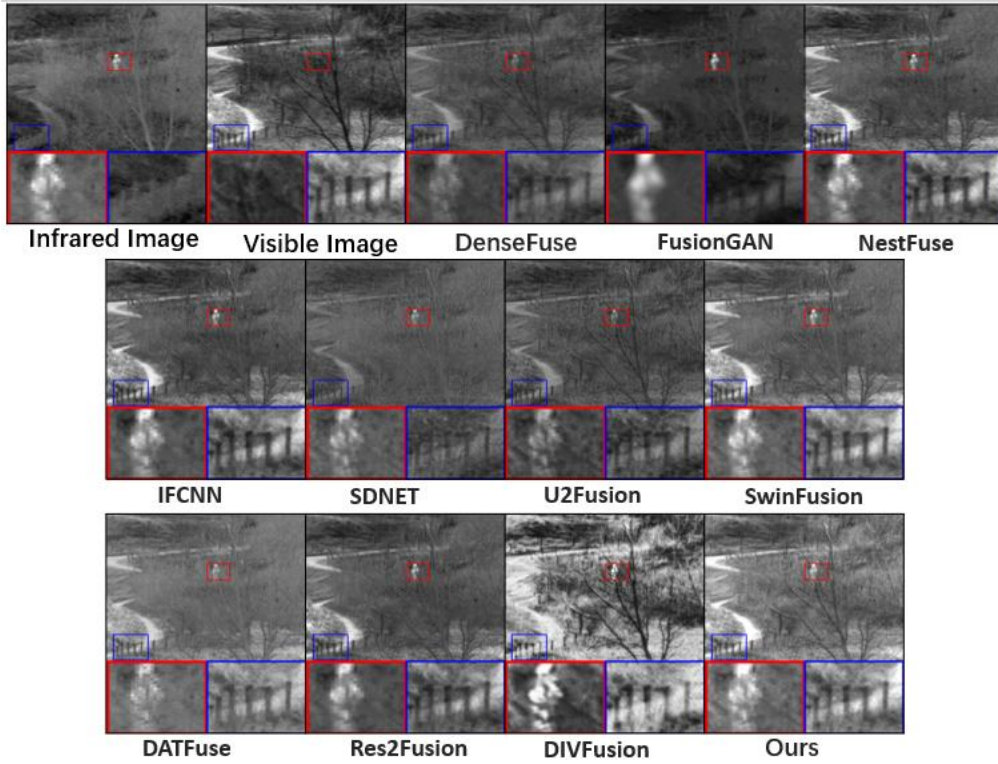 Infrared Image
Visible Image
DenseFuse
FusionGAN
NestFuse
IFCNN
SDNET
U2Fusion
SwinFusion
DATFuse
Res2Fusion
DIVFusion
Ours